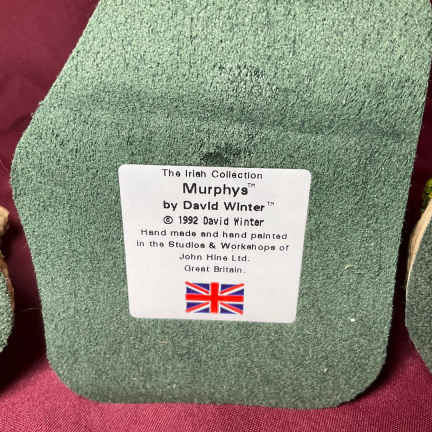 The Irish Collection
Murphys™
by David Winter™
© 1992 David Winter
Hand made and hand painted
in the Studios & Workshops of
John Hine Ltd.
Great Britain.